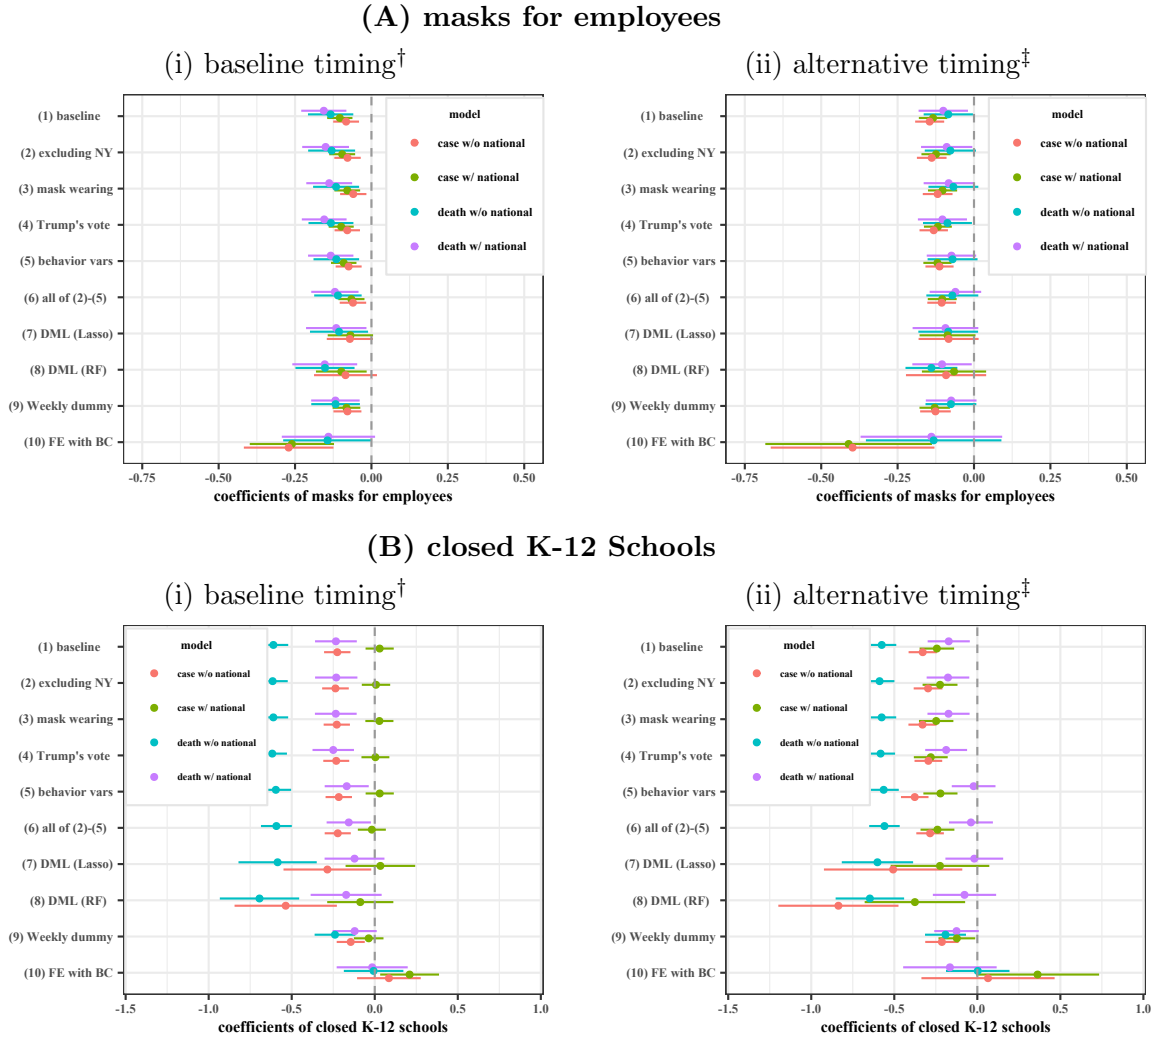 (A) masks for employees
(i) baseline timing†
(ii) alternative timing‡
(1) baseline
(2) excluding NY
(3) mask wearing
(4) Trump's vote
(5) behavior vars
(6) all of (2)-(5)
(7) DML (Lasso)
(8) DML (RF)
(9) Weekly dummy
(10) FE with BC
model
case w/o national
case w/ national
death w/o national
death w/ national
-0.75 -0.50 -0.25 0.00 0.25 0.50
coefficients of masks for employees
(1) baseline
(2) excluding NY
(3) mask wearing
(4) Trump's vote
(5) behavior vars
(6) all of (2)-(5)
(7) DML (Lasso)
(8) DML (RF)
(9) Weekly dummy
(10) FE with BC
model
case w/o national
case w/ national
death w/o national
death w/ national
-0.75 -0.50 -0.25 0.00 0.25 0.50
coefficients of masks for employees
(B) closed K-12 Schools
(i) baseline timing†
(ii) alternative timing‡
(1) baseline
(2) excluding NY
(3) mask wearing
(4) Trump's vote
(5) behavior vars
(6) all of (2)-(5)
(7) DML (Lasso)
(8) DML (RF)
(9) Weekly dummy
(10) FE with BC
model
case w/o national
case w/ national
death w/o national
death w/ national
-1.5 -1.0 -0.5 0.0 0.5 1.0
coefficients of closed K-12 schools
(1) baseline
(2) excluding NY
(3) mask wearing
(4) Trump's vote
(5) behavior vars
(6) all of (2)-(5)
(7) DML (Lasso)
(8) DML (RF)
(9) Weekly dummy
(10) FE with BC
model
case w/o national
case w/ national
death w/o national
death w/ national
-1.5 -1.0 -0.5 0.0 0.5 1.0
coefficients of closed K-12 schools